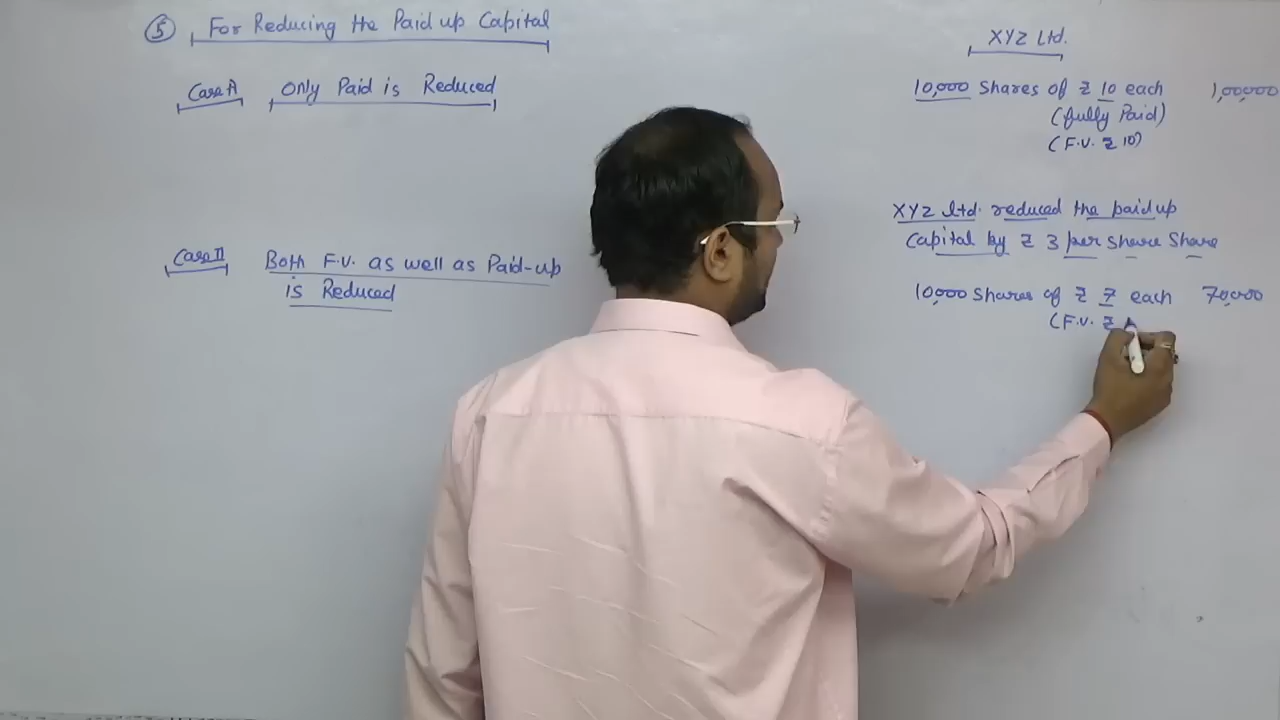 ⑤ For Reducing the Paid up Capital
Case A Only Paid is Reduced
Case II Both F.V. as well as Paid-up
is Reduced
XYZ Ltd.
10,000 Shares of ₹ 10 each 1,00,000
(fully Paid)
(F.V. ₹ 10)
XYZ Ltd. reduced the paid up
Capital by ₹ 3 per share Share
10,000 Shares of ₹ 7 each 70,000
(F.V. ₹